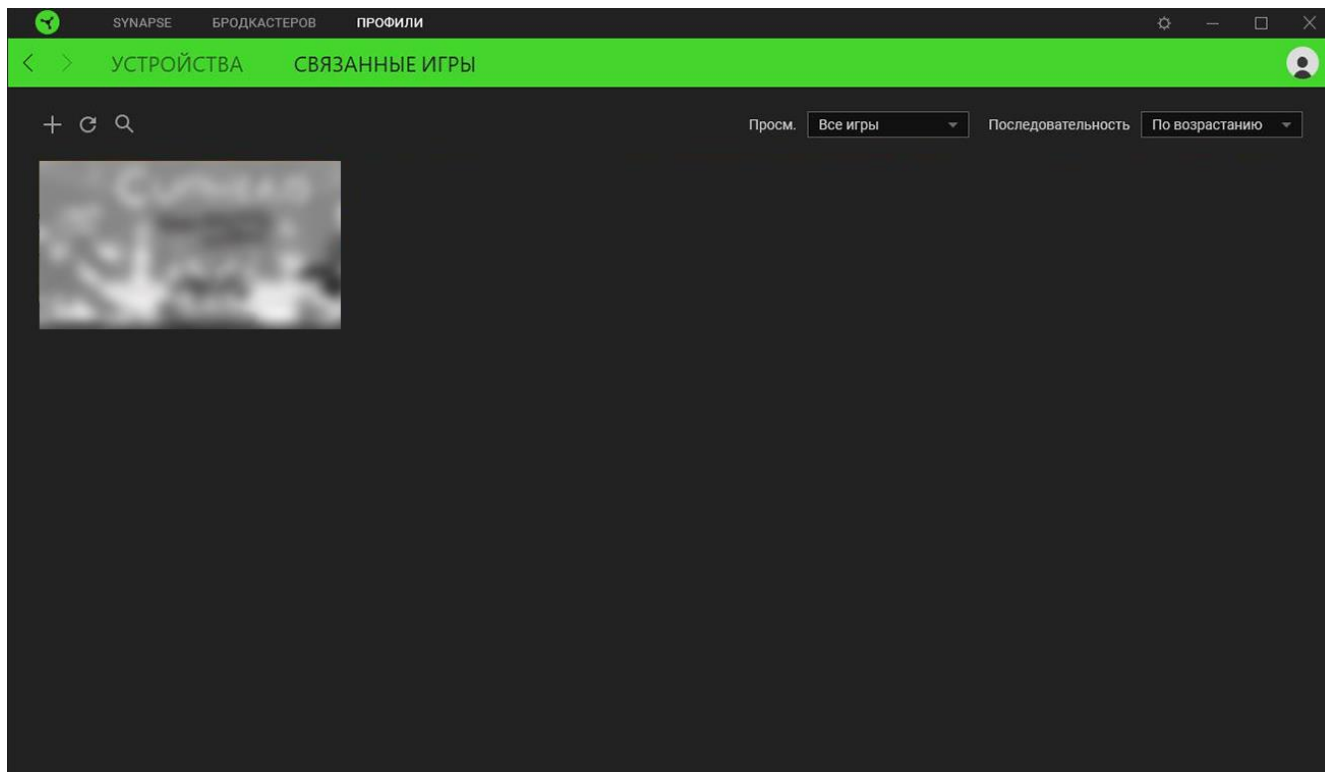 SYNAPSE БРОДКАСТЕРОВ ПРОФИЛИ
УСТРОЙСТВА СВЯЗАННЫЕ ИГРЫ
Просм. Все игры Последовательность По возрастанию